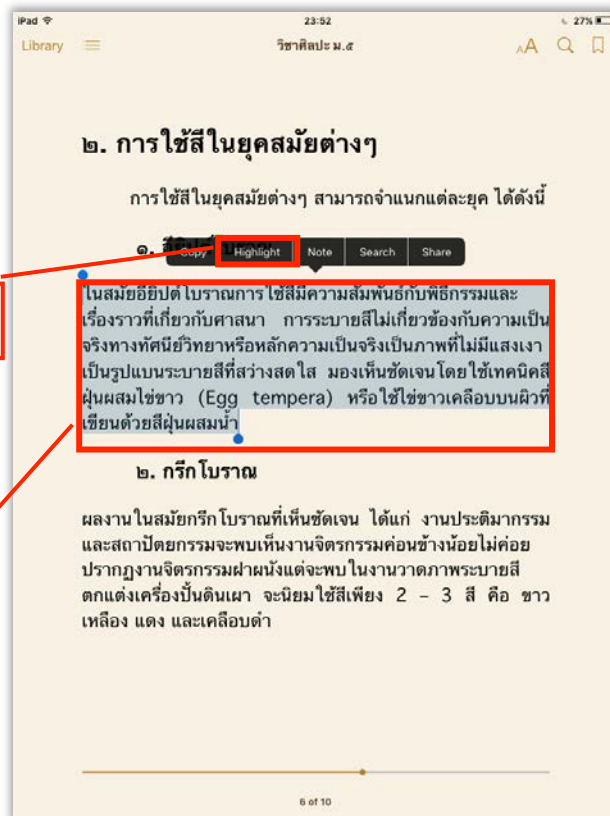 iPad 23:52 27%
Library วิชาศิลปะ ม.๕ AA
๒. การใช้สีในยุคสมัยต่างๆ
การใช้สีในยุคสมัยต่างๆ สามารถจำแนกแต่ละยุค ได้ดังนี้
๑.
Copy Highlight Note Search Share
ในสมัยอียิปต์โบราณการใช้สีมีความสัมพันธ์กับพิธีกรรมและ
เรื่องราวที่เกี่ยวกับศาสนา การระบายสีไม่เกี่ยวข้องกับความเป็น
จริงทางทัศนียวิทยาหรือหลักความเป็นจริงเป็นภาพที่ไม่มีแสงเงา
เป็นรูปแบนระบายสีที่สว่างสดใส มองเห็นชัดเจนโดยใช้เทคนิคสี
ฝุ่นผสมไข่ขาว (Egg tempera) หรือใช้ไข่ขาวเคลือบบนผิวที่
เขียนด้วยสีฝุ่นผสมน้ำ
๒. กรีกโบราณ
ผลงานในสมัยกรีกโบราณที่เห็นชัดเจน ได้แก่ งานประติมากรรม
และสถาปัตยกรรมจะพบเห็นงานจิตรกรรมค่อนข้างน้อยไม่ค่อย
ปรากฏงานจิตรกรรมฝาผนังแต่จะพบในงานวาดภาพระบายสี
ตกแต่งเครื่องปั้นดินเผา จะนิยมใช้สีเพียง 2 – 3 สี คือ ขาว
เหลือง แดง และเคลือบดำ
6 of 10